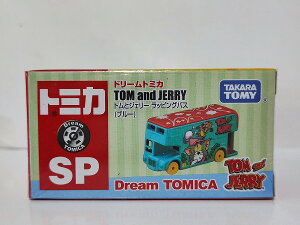 トミカ
Dream
TOMICA
SP
ドリームトミカ
TOM and JERRY
トムとジェリー ラッピングバス
[ブルー]
TAKARA
TOMY
Dream TOMICA
TOM and
JERRY